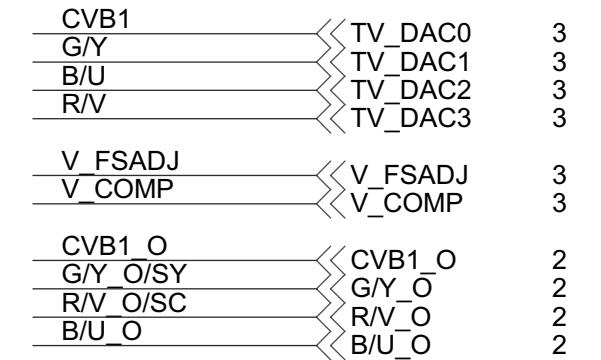 CVB1 TV_DAC0 3
G/Y TV_DAC1 3
B/U TV_DAC2 3
R/V TV_DAC3 3
V_FSADJ V_FSADJ 3
V_COMP V_COMP 3
CVB1_O CVB1_O 2
G/Y_O/SY G/Y_O 2
R/V_O/SC R/V_O 2
B/U_O B/U_O 2